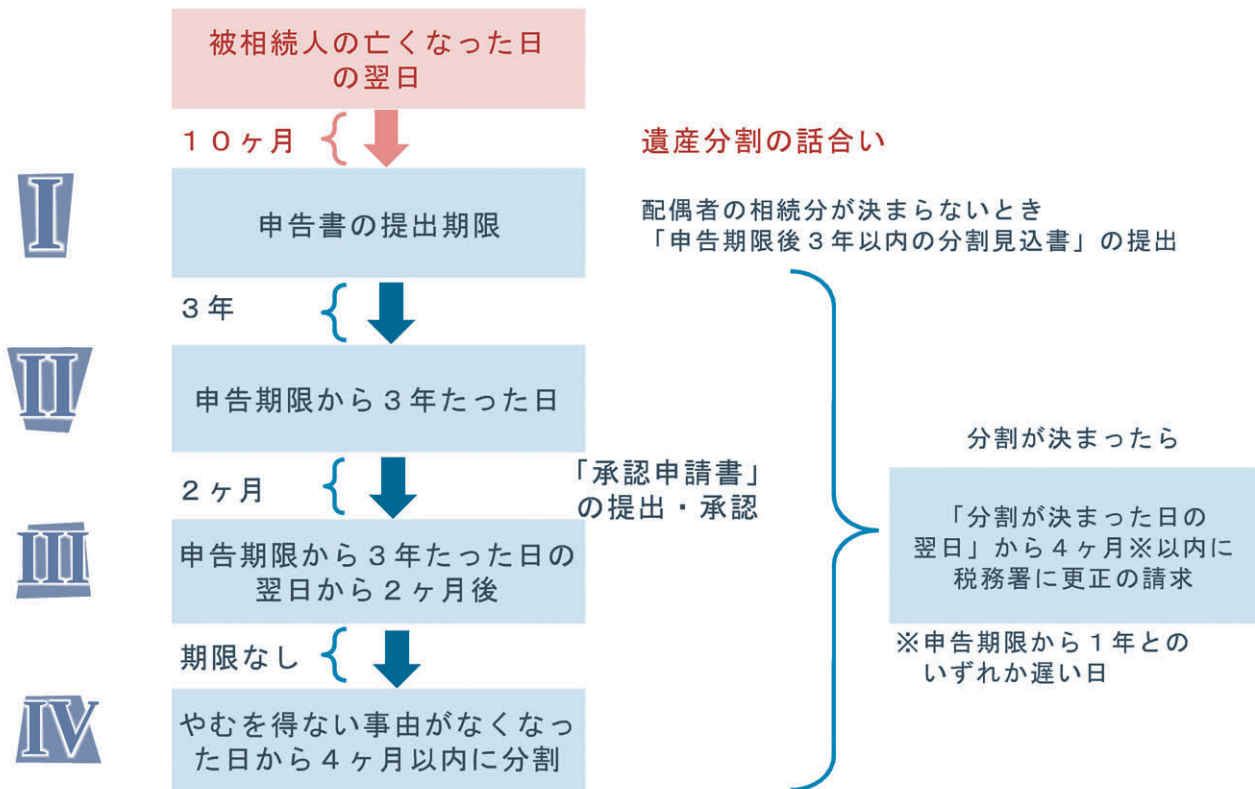 被相続人の亡くなった日
の翌日
１０ヶ月
遺産分割の話合い
I
申告書の提出期限
配偶者の相続分が決まらないとき
「申告期限後３年以内の分割見込書」の提出
３年
II
申告期限から３年たった日
２ヶ月
「承認申請書」
の提出・承認
III
申告期限から３年たった日の
翌日から２ヶ月後
期限なし
IV
やむを得ない事由がなくなっ
た日から４ヶ月以内に分割
分割が決まったら
「分割が決まった日の
翌日」から４ヶ月※以内に
税務署に更正の請求
※申告期限から１年との
いずれか遅い日